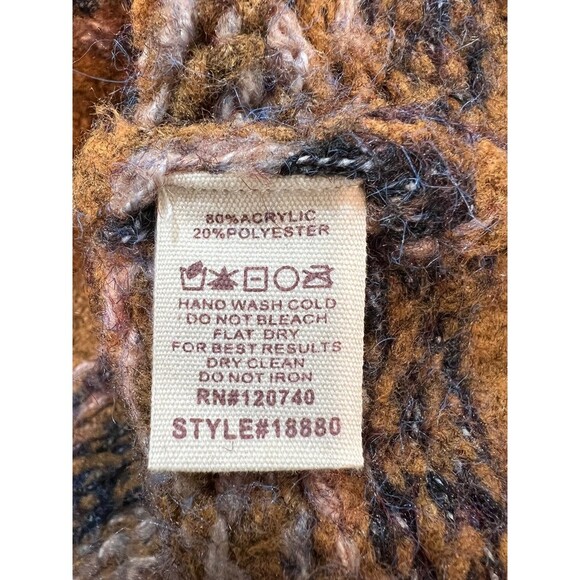 80%ACRYLIC
20%POLYESTER
HAND WASH COLD
DO NOT BLEACH
FLAT DRY
FOR BEST RESULTS
DRY CLEAN
DO NOT IRON
RN#120740
STYLE#18880